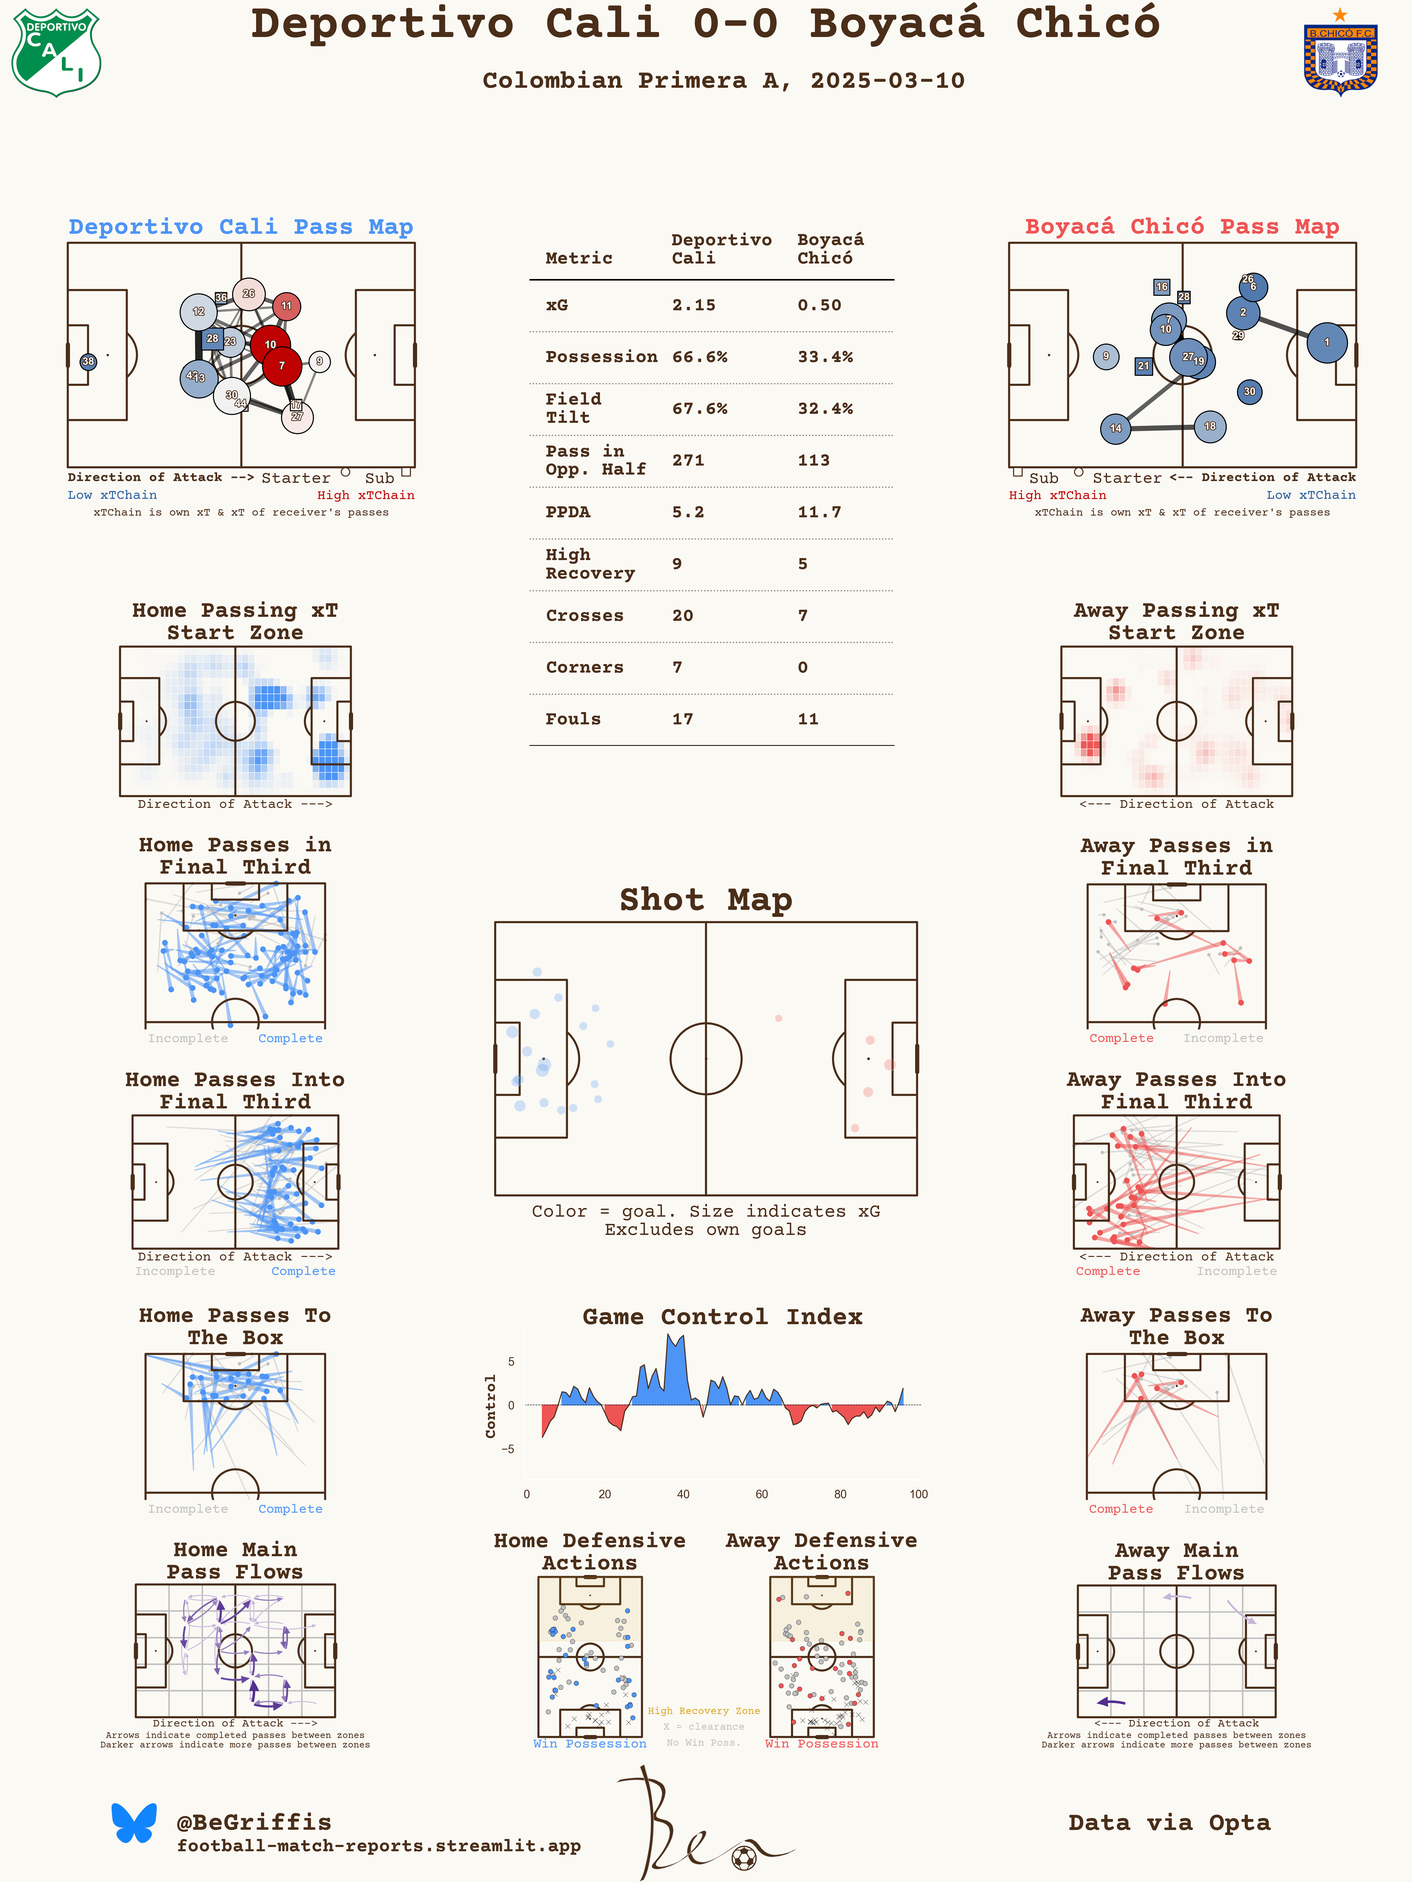 Deportivo Cali 0-0 Boyacá Chicó
Colombian Primera A, 2025-03-10
DEPORTIVO
CALI
B.CHICÓ F.C.
Deportivo Cali Pass Map
38
12
36
26
11
28
23
10
7
9
13
30
44
17
27
Direction of Attack --> Starter Sub
Low xTChain High xTChain
xTChain is own xT & xT of receiver's passes
Metric Deportivo Cali Boyacá Chicó
xG 2.15 0.50
Possession 66.6% 33.4%
Field Tilt 67.6% 32.4%
Pass in Opp. Half 271 113
PPDA 5.2 11.7
High Recovery 9 5
Crosses 20 7
Corners 7 0
Fouls 17 11
Boyacá Chicó Pass Map
16
28
26
6
7
10
2
29
1
9
21
27
19
30
14
18
Sub Starter <-- Direction of Attack
High xTChain Low xTChain
xTChain is own xT & xT of receiver's passes
Home Passing xT
Start Zone
Direction of Attack --->
Away Passing xT
Start Zone
<--- Direction of Attack
Home Passes in
Final Third
Incomplete Complete
Away Passes in
Final Third
Complete Incomplete
Shot Map
Color = goal. Size indicates xG
Excludes own goals
Home Passes Into
Final Third
Direction of Attack --->
Incomplete Complete
Away Passes Into
Final Third
<--- Direction of Attack
Complete Incomplete
Home Passes To
The Box
Incomplete Complete
Game Control Index
Control
5
0
−5
0 20 40 60 80 100
Away Passes To
The Box
Complete Incomplete
Home Main
Pass Flows
Direction of Attack --->
Arrows indicate completed passes between zones
Darker arrows indicate more passes between zones
Home Defensive
Actions
Win Possession
Away Defensive
Actions
Win Possession
High Recovery Zone
X = clearance
No Win Poss.
Away Main
Pass Flows
<--- Direction of Attack
Arrows indicate completed passes between zones
Darker arrows indicate more passes between zones
@BeGriffis
football-match-reports.streamlit.app
Ben
Data via Opta